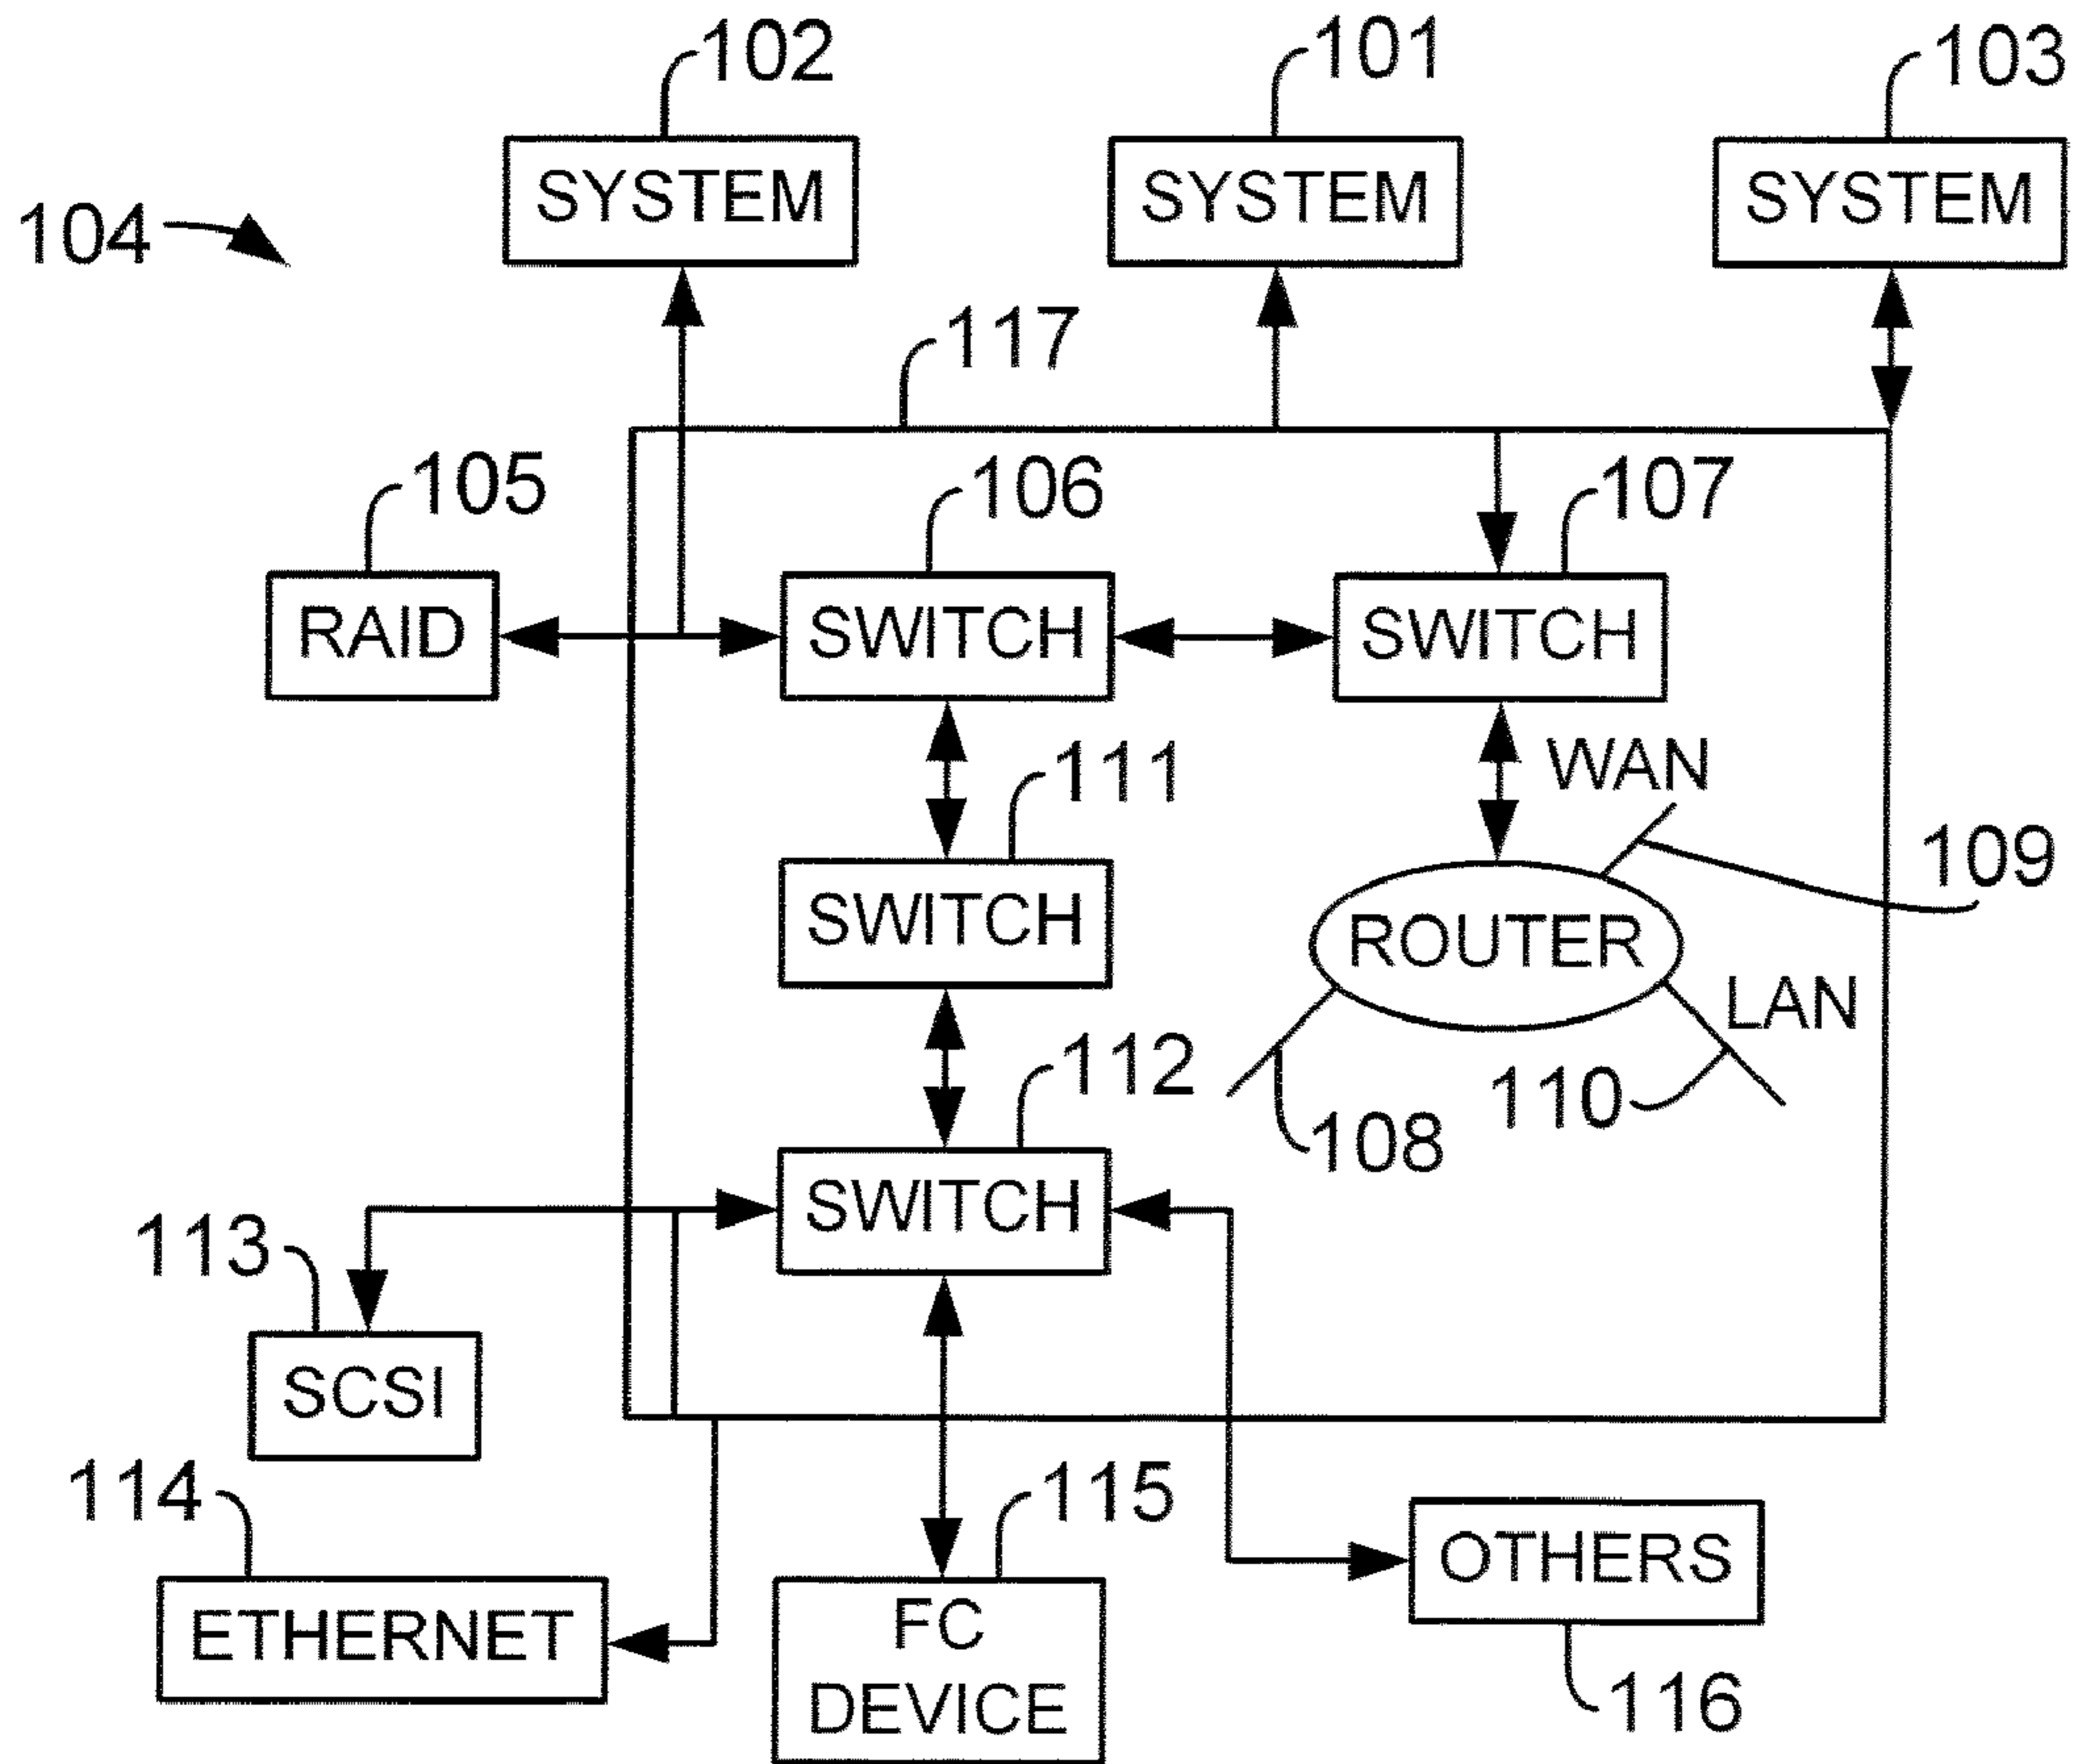 102
101
103
SYSTEM
SYSTEM
SYSTEM
104
117
105
106
107
RAID
SWITCH
SWITCH
111
WAN
109
SWITCH
ROUTER
LAN
112
110
108
SWITCH
113
SCSI
114
115
OTHERS
ETHERNET
FC
DEVICE
116